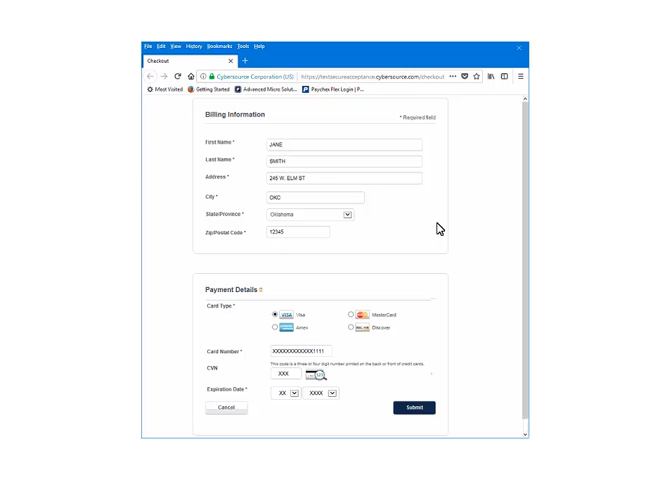 File Edit View History Bookmarks Tools Help
Checkout
Cybersource Corporation (US) https://testsecureacceptance.cybersource.com/checkout
Most Visited Getting Started Advanced Micro Solut... Paychex Flex Login | P...
Billing Information
* Required field
First Name * JANE
Last Name * SMITH
Address * 245 W. ELM ST
City * OKC
State/Province * Oklahoma
Zip/Postal Code * 12345
Payment Details
Card Type *
VISA Visa MasterCard
Amex Discover
Card Number * XXXXXXXXXXXX1111
This code is a three or four digit number printed on the back or front of credit cards.
CVN XXX
Expiration Date * XX XXXX
Cancel Submit